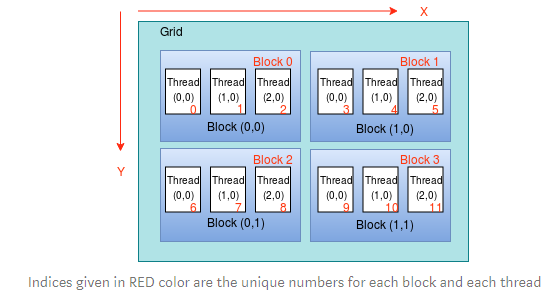 X
Grid
Block 0
Thread Thread Thread
(0,0) (1,0) (2,0)
0 1 2
Block (0,0)
Block 1
Thread Thread Thread
(0,0) (1,0) (2,0)
3 4 5
Block (1,0)
Y
Block 2
Thread Thread Thread
(0,0) (1,0) (2,0)
6 7 8
Block (0,1)
Block 3
Thread Thread Thread
(0,0) (1,0) (2,0)
9 10 11
Block (1,1)
Indices given in RED color are the unique numbers for each block and each thread